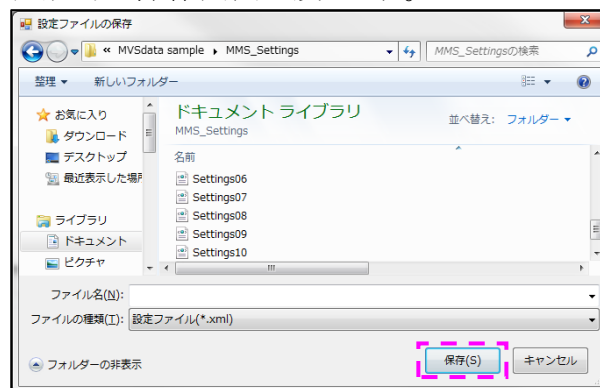 設定ファイルの保存
« MVSdata sample ▸ MMS_Settings
MMS_Settingsの検索
整理 ▼ 新しいフォルダー
お気に入り
ダウンロード
デスクトップ
最近表示した場所
ライブラリ
ドキュメント
ピクチャ
ドキュメント ライブラリ
MMS_Settings
並べ替え: フォルダー ▼
名前
Settings06
Settings07
Settings08
Settings09
Settings10
ファイル名(N):
ファイルの種類(T): 設定ファイル(*.xml)
フォルダーの非表示
保存(S)
キャンセル